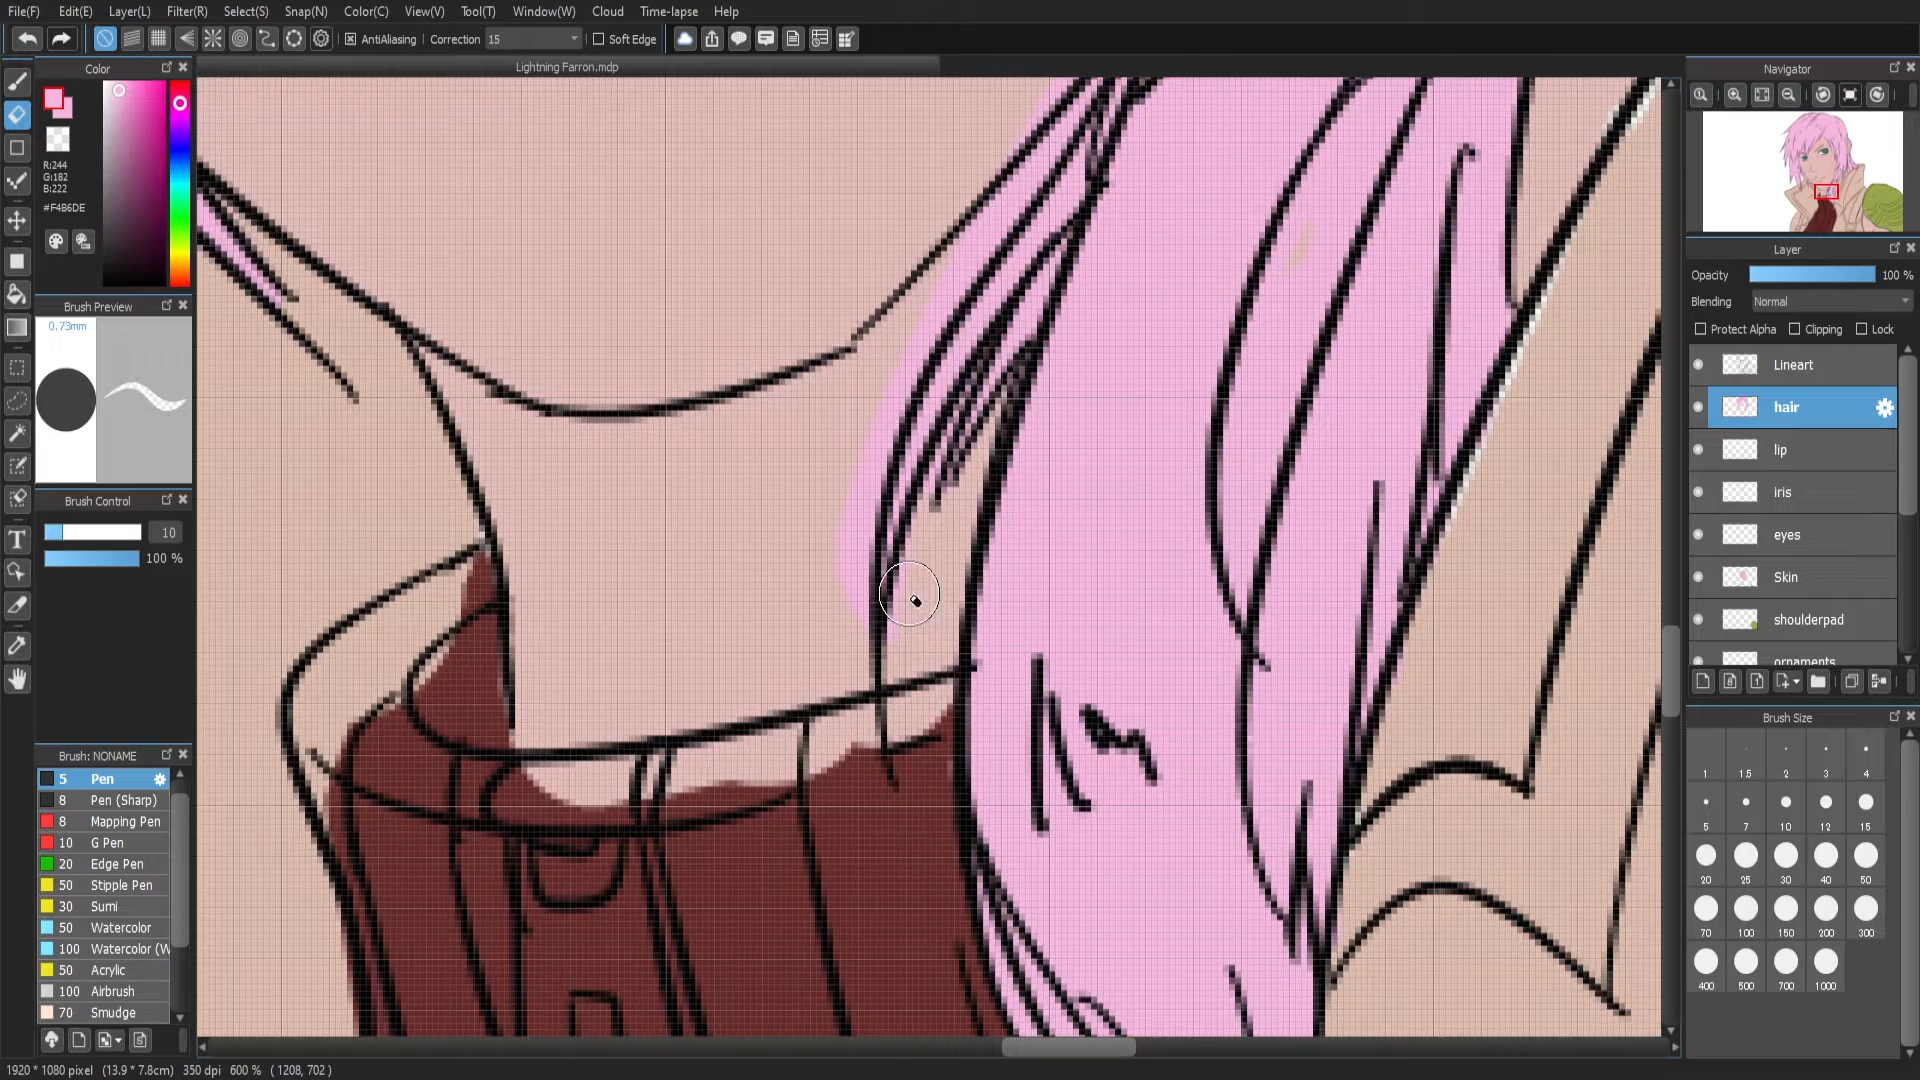 File(F) Edit(E) Layer(L) Filter(R) Select(S) Snap(N) Color(C) View(V) Tool(T) Window(W) Cloud Time-lapse Help
AntiAliasing Correction 15 Soft Edge
Color
Lightning Farron.mdp
Navigator
R:244
G:182
B:222
#F4B6DE
Layer
Opacity 100 %
Blending Normal
Protect Alpha Clipping Lock
Lineart
hair
lip
iris
eyes
Skin
shoulderpad
ornaments
Brush Preview
0.73mm
Brush Control
10
100 %
Brush: NONAME
5 Pen
8 Pen (Sharp)
8 Mapping Pen
10 G Pen
20 Edge Pen
50 Stipple Pen
30 Sumi
50 Watercolor
100 Watercolor (W
50 Acrylic
100 Airbrush
70 Smudge
Brush Size
1 1.5 2 3 4
5 7 10 12 15
20 25 30 40 50
70 100 150 200 300
400 500 700 1000
1920 * 1080 pixel (13.9 * 7.8cm) 350 dpi 600 % ( 1208, 702 )